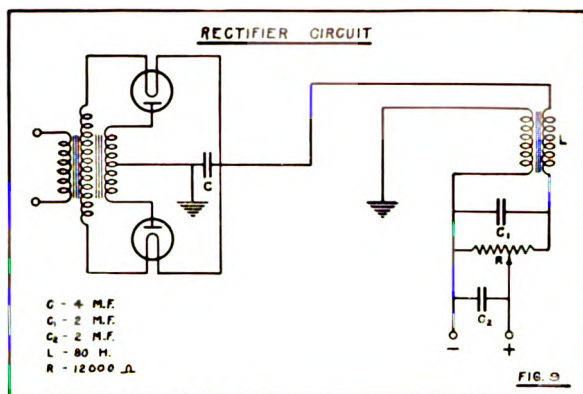 RECTIFIER CIRCUIT
C
L
C₁
R
C₂
- +
C - 4 M.F.
C₁ - 2 M.F.
C₂ - 2 M.F.
L - 80 H.
R - 12000 Ω
FIG. 9